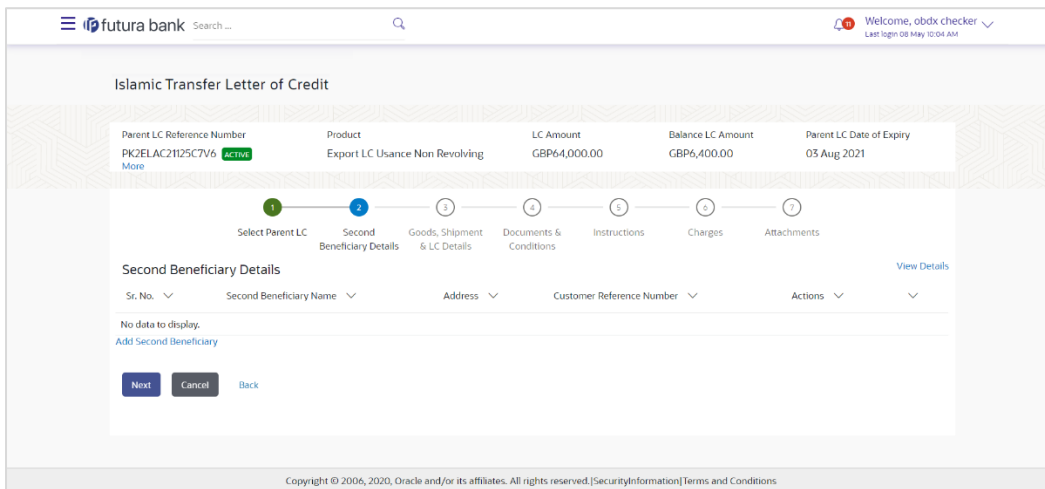 futura bank Search ... 11 Welcome, obdx checker
Last login 08 May 10:04 AM
Islamic Transfer Letter of Credit
Parent LC Reference Number Product LC Amount Balance LC Amount Parent LC Date of Expiry
PK2ELAC21125C7V6 ACTIVE Export LC Usance Non Revolving GBP64,000.00 GBP6,400.00 03 Aug 2021
More
1 2 3 4 5 6 7
Select Parent LC Second Goods, Shipment Documents & Instructions Charges Attachments
Beneficiary Details & LC Details Conditions
Second Beneficiary Details View Details
Sr. No. Second Beneficiary Name Address Customer Reference Number Actions
No data to display.
Add Second Beneficiary
Next Cancel Back
Copyright © 2006, 2020, Oracle and/or its affiliates. All rights reserved.|SecurityInformation|Terms and Conditions